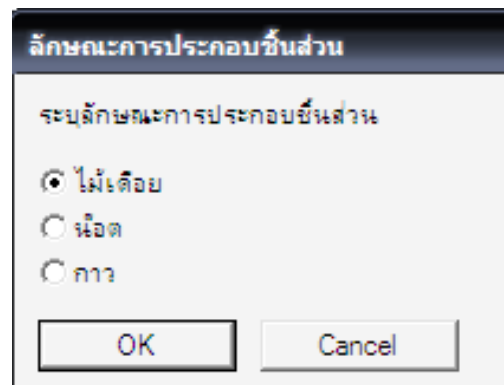 ลักษณะการประกอบชิ้นส่วน
ระบุลักษณะการประกอบชิ้นส่วน
ไม้เดือย
น๊อต
กาว
OK
Cancel